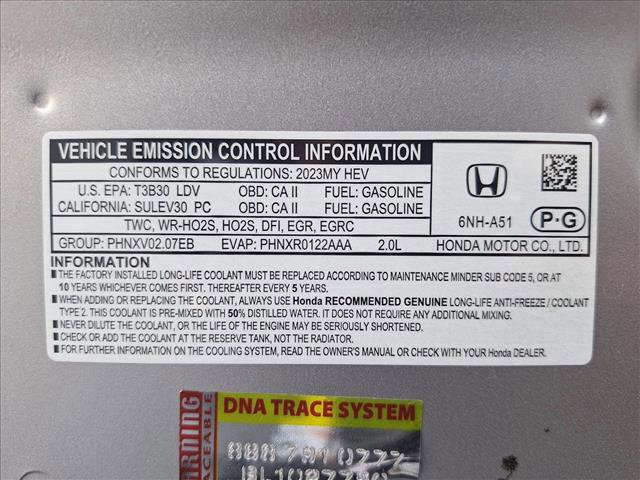 VEHICLE EMISSION CONTROL INFORMATION
CONFORMS TO REGULATIONS: 2023MY HEV
U.S. EPA: T3B30 LDV OBD: CA II FUEL: GASOLINE
CALIFORNIA: SULEV30 PC OBD: CA II FUEL: GASOLINE
TWC, WR-HO2S, HO2S, DFI, EGR, EGRC
GROUP: PHNXV02.07EB EVAP: PHNXR0122AAA 2.0L
6NH-A51 P·G
HONDA MOTOR CO., LTD.
INFORMATION
■THE FACTORY INSTALLED LONG-LIFE COOLANT MUST BE REPLACED ACCORDING TO MAINTENANCE MINDER SUB CODE 5, OR AT
10 YEARS WHICHEVER COMES FIRST. THEREAFTER EVERY 5 YEARS.
■WHEN ADDING OR REPLACING THE COOLANT, ALWAYS USE Honda RECOMMENDED GENUINE LONG-LIFE ANTI-FREEZE / COOLANT
TYPE 2. THIS COOLANT IS PRE-MIXED WITH 50% DISTILLED WATER. IT DOES NOT REQUIRE ANY ADDITIONAL MIXING.
■NEVER DILUTE THE COOLANT, OR THE LIFE OF THE ENGINE MAY BE SERIOUSLY SHORTENED.
■CHECK OR ADD THE COOLANT AT THE RESERVE TANK, NOT THE RADIATOR.
■FOR FURTHER INFORMATION ON THE COOLING SYSTEM, READ THE OWNER'S MANUAL OR CHECK WITH YOUR Honda DEALER.
DNA TRACE SYSTEM